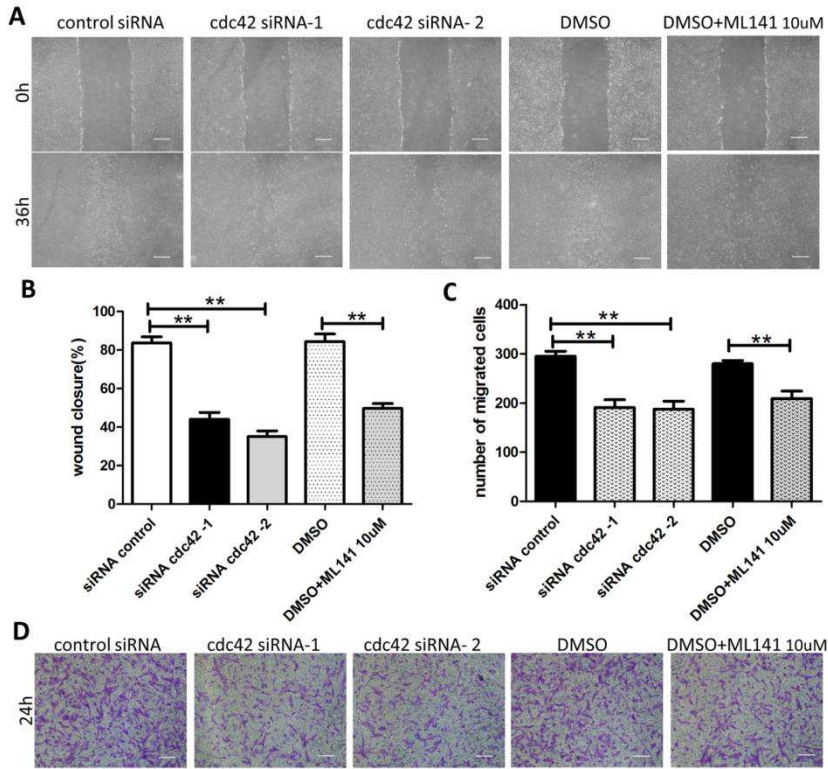 A
control siRNA cdc42 siRNA-1 cdc42 siRNA- 2 DMSO DMSO+ML141 10uM
0h
36h
B
** ** **
wound closure(%)
100
80
60
40
20
0
siRNA control siRNA cdc42 -1 siRNA cdc42 -2 DMSO DMSO+ML141 10uM
C
** ** **
number of migrated cells
400
300
200
100
0
siRNA control siRNA cdc42 -1 siRNA cdc42 -2 DMSO DMSO+ML141 10uM
D
control siRNA cdc42 siRNA-1 cdc42 siRNA- 2 DMSO DMSO+ML141 10uM
24h